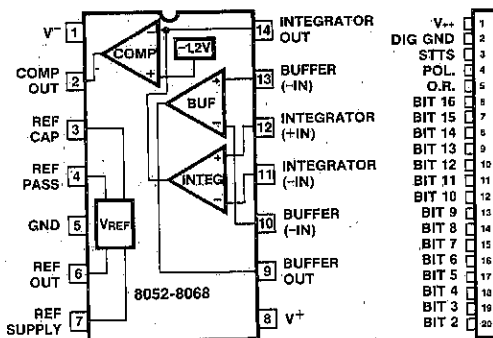 V⁻ 1
COMP OUT 2
REF CAP 3
REF PASS 4
GND 5
REF OUT 6
REF SUPPLY 7
COMP
-1.2V
BUF
INTEG
VREF
8052-8068
14 INTEGRATOR OUT
13 BUFFER (-IN)
12 INTEGRATOR (+IN)
11 INTEGRATOR (-IN)
10 BUFFER (-IN)
9 BUFFER OUT
8 V⁺
V++ 1
DIG GND 2
STTS 3
POL. 4
O.R. 5
BIT 16 6
BIT 15 7
BIT 14 8
BIT 13 9
BIT 12 10
BIT 11 11
BIT 10 12
BIT 9 13
BIT 8 14
BIT 7 15
BIT 6 16
BIT 5 17
BIT 4 18
BIT 3 19
BIT 2 20